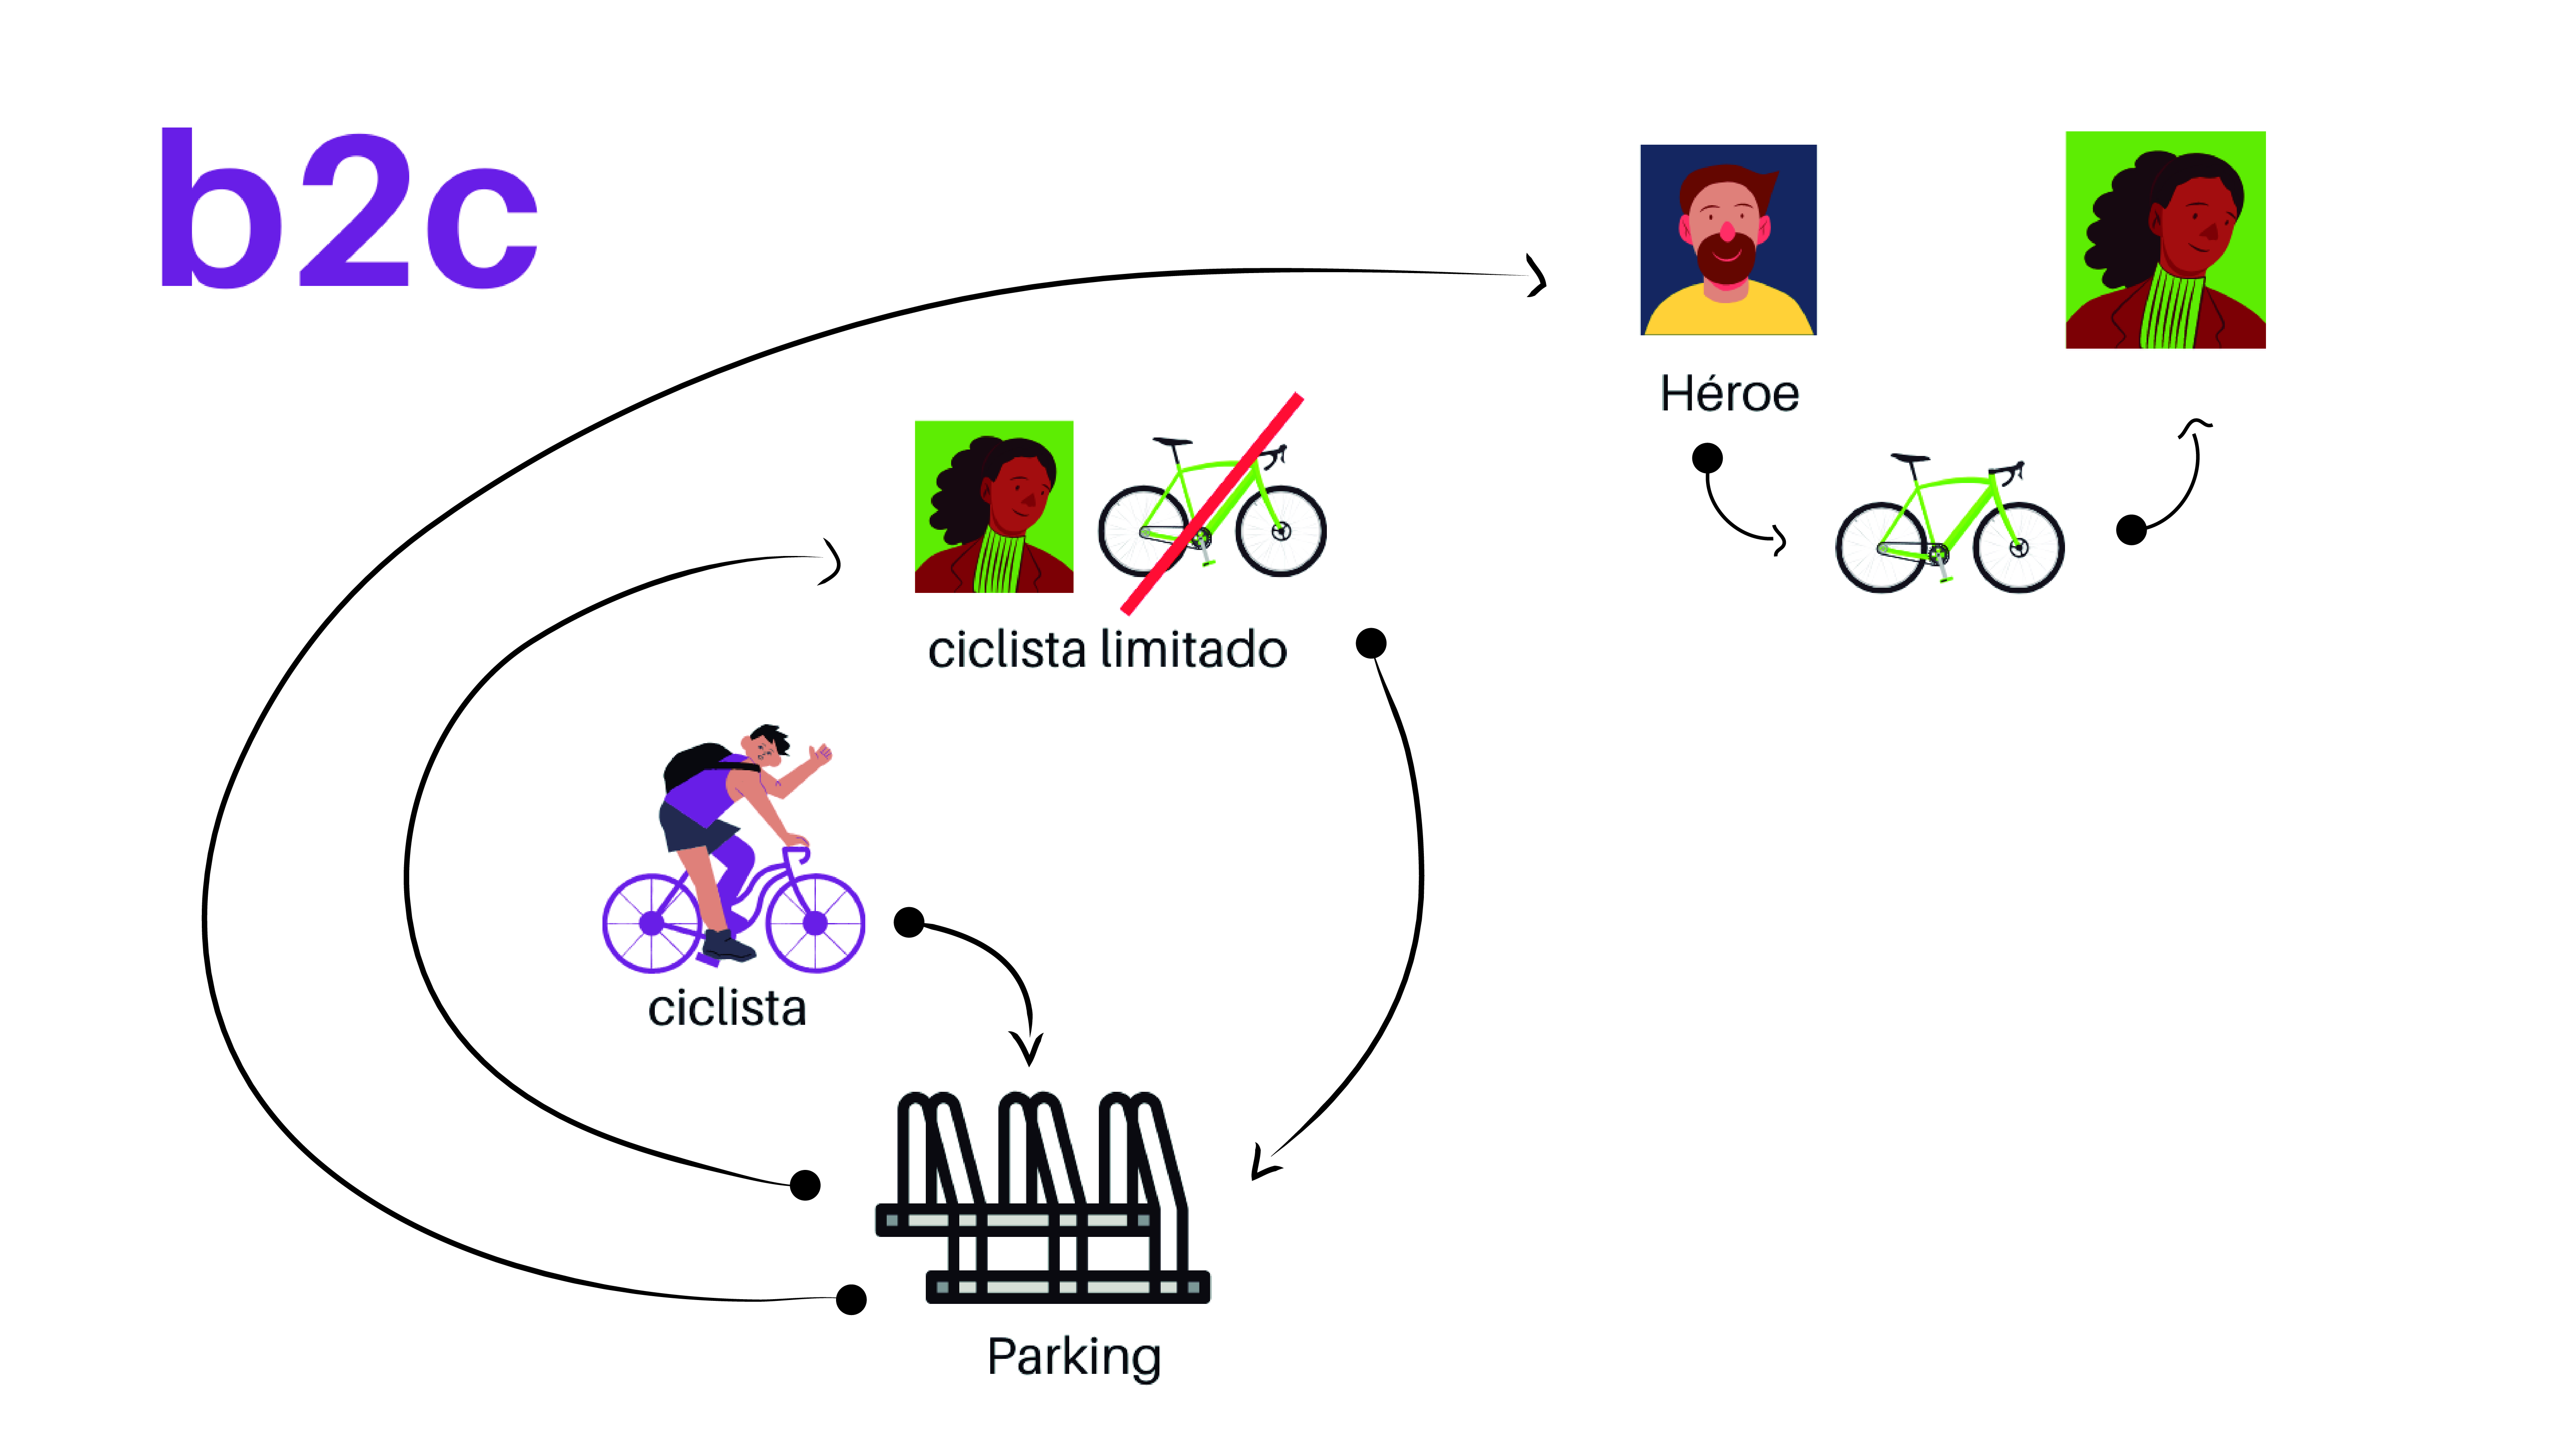 b2c
Héroe
ciclista limitado
ciclista
Parking